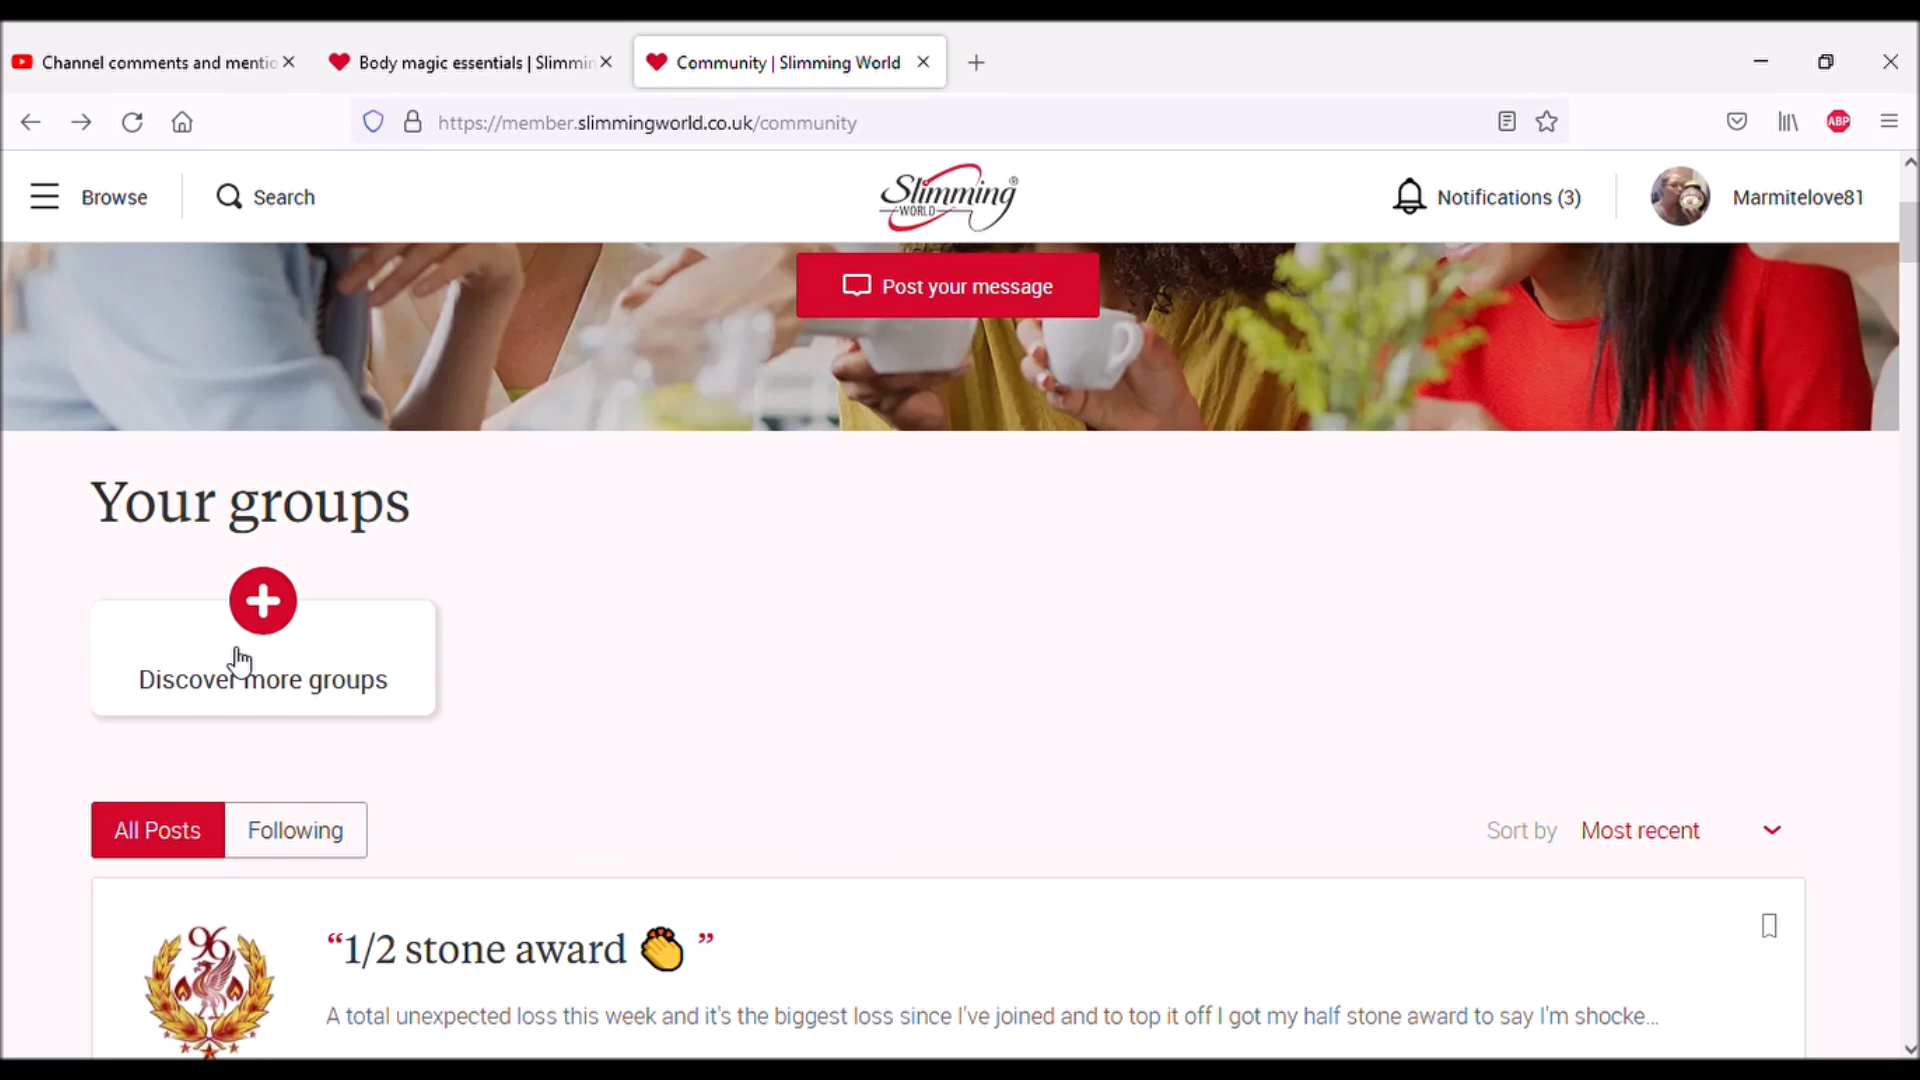 Channel comments and mentio
Body magic essentials | Slimmin
Community | Slimming World
https://member.slimmingworld.co.uk/community
ABP
Browse
Search
Slimming
WORLD
®
Notifications (3)
Marmitelove81
Post your message
Your groups
Discover more groups
All Posts
Following
Sort by Most recent
96
“1/2 stone award 👏 ”
A total unexpected loss this week and it's the biggest loss since I've joined and to top it off I got my half stone award to say I'm shocke...